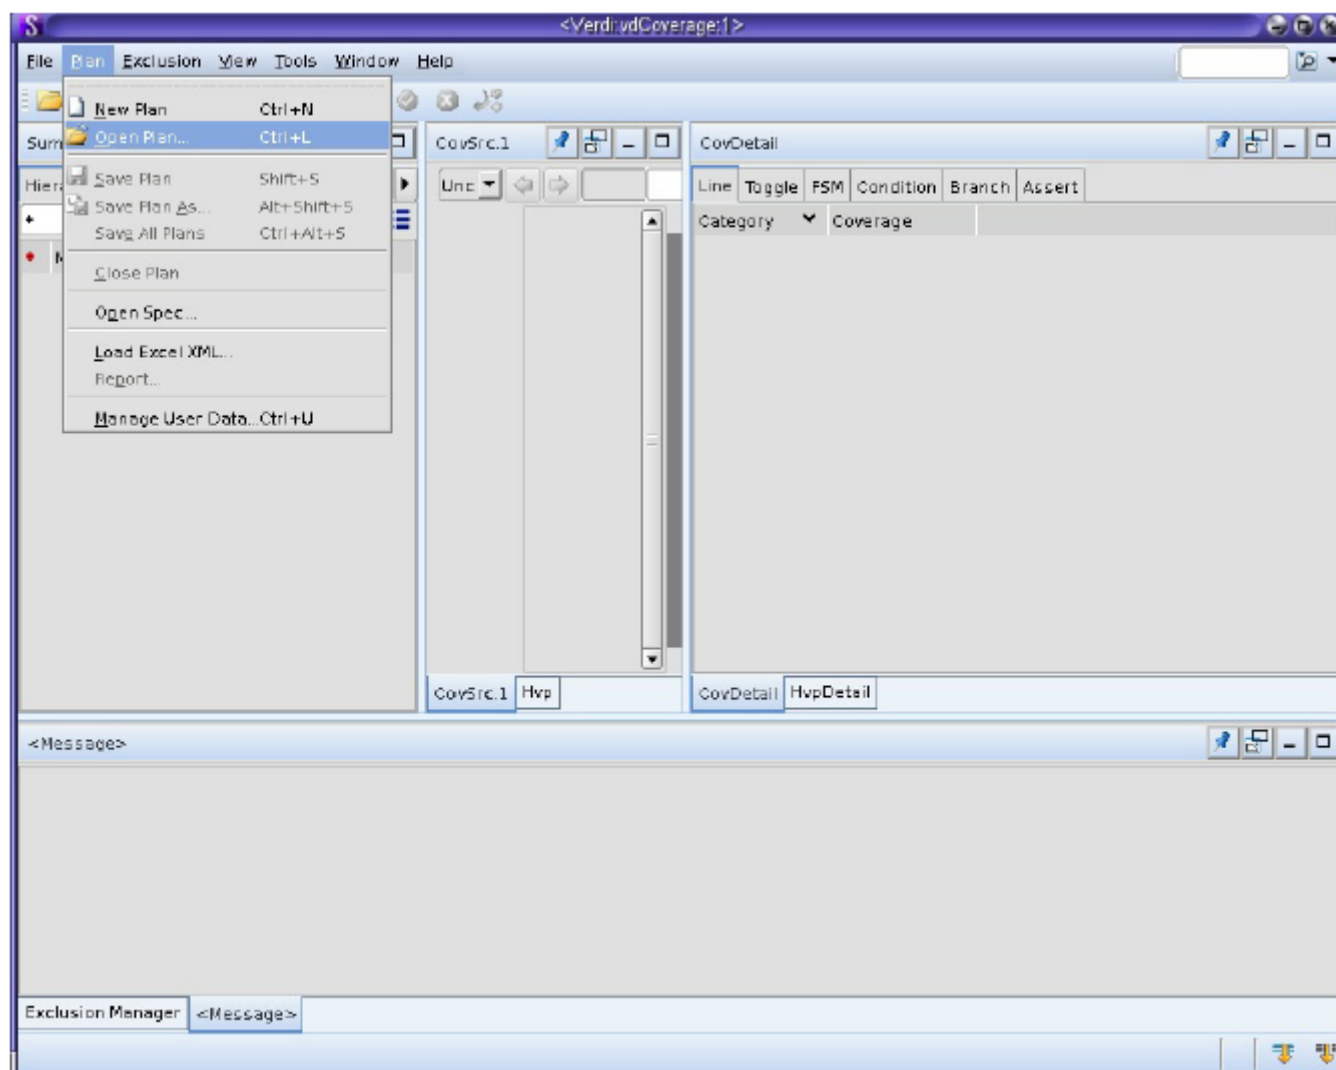 <Verdi:vdCoverage:1>
File Plan Exclusion View Tools Window Help
New Plan Ctrl+N
Open Plan... Ctrl+L
Save Plan Shift+S
Save Plan As... Alt+Shift+S
Save All Plans Ctrl+Alt+S
Close Plan
Open Spec...
Load Excel XML...
Report...
Manage User Data...Ctrl+U
Sum
Hier
CovSrc.1
Unc
CovSrc.1 Hvp
CovDetail
Line Toggle FSM Condition Branch Assert
Category Coverage
CovDetail HvpDetail
<Message>
Exclusion Manager <Message>